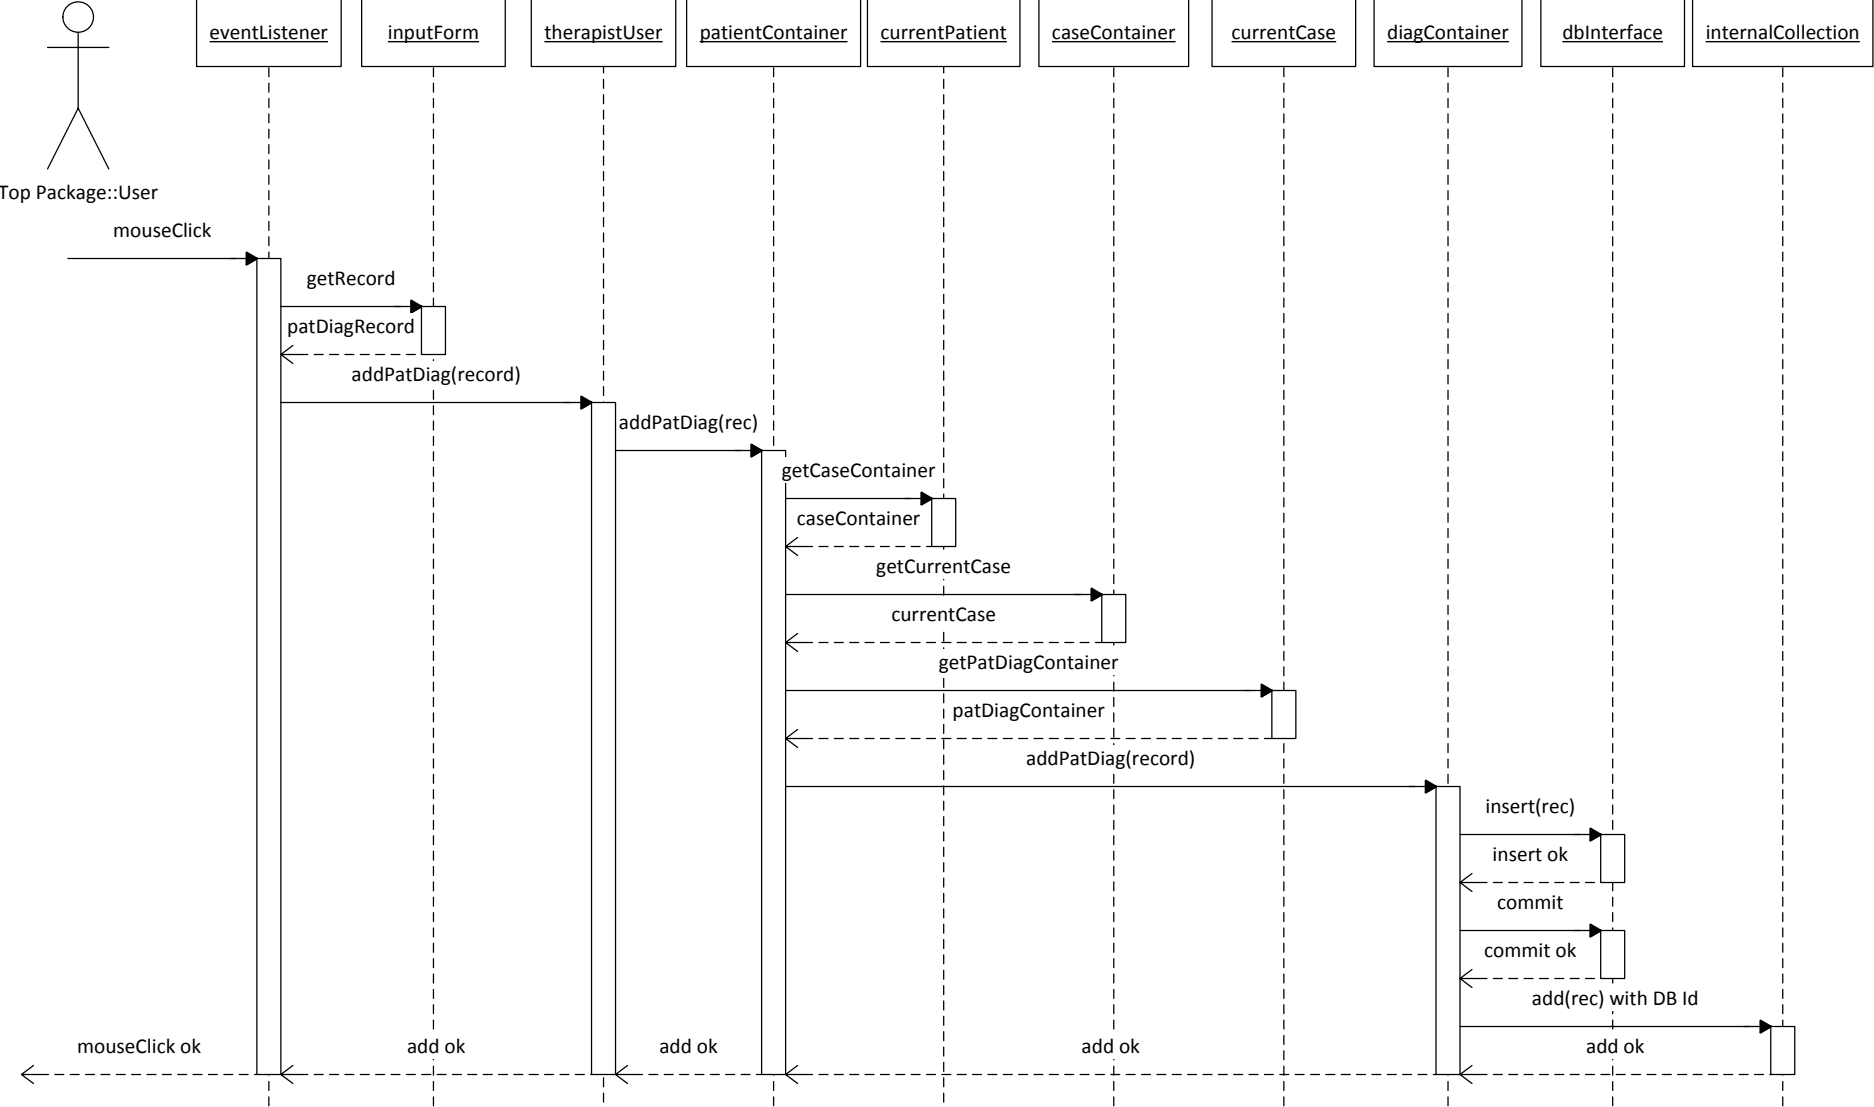 eventListener
inputForm
therapistUser
patientContainer
currentPatient
caseContainer
currentCase
diagContainer
dbInterface
internalCollection
Top Package::User
mouseClick
getRecord
patDiagRecord
addPatDiag(record)
addPatDiag(rec)
getCaseContainer
caseContainer
getCurrentCase
currentCase
getPatDiagContainer
patDiagContainer
addPatDiag(record)
insert(rec)
insert ok
commit
commit ok
add(rec) with DB Id
mouseClick ok
add ok
add ok
add ok
add ok